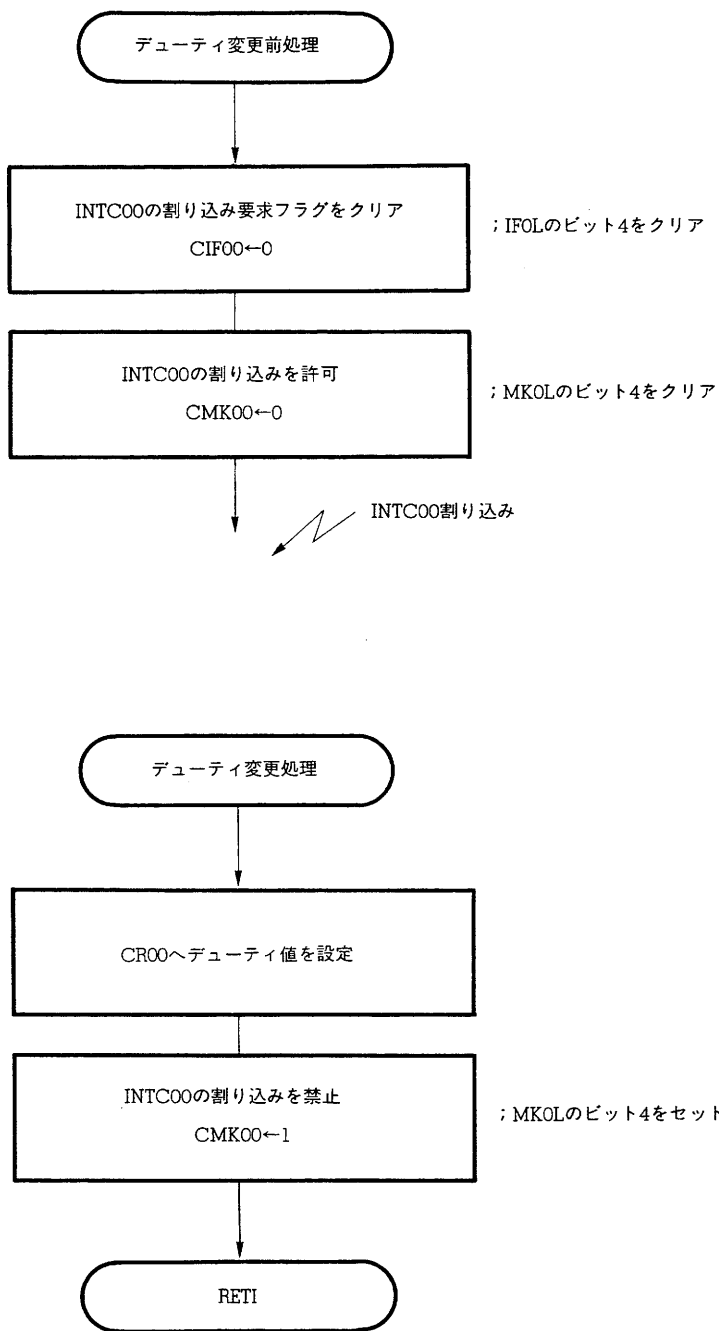 デューティ変更前処理
INTC00の割り込み要求フラグをクリア
CIF00←0
；IF0Lのビット4をクリア
INTC00の割り込みを許可
CMK00←0
；MK0Lのビット4をクリア
INTC00割り込み
デューティ変更処理
CR00へデューティ値を設定
INTC00の割り込みを禁止
CMK00←1
；MK0Lのビット4をセット
RETI